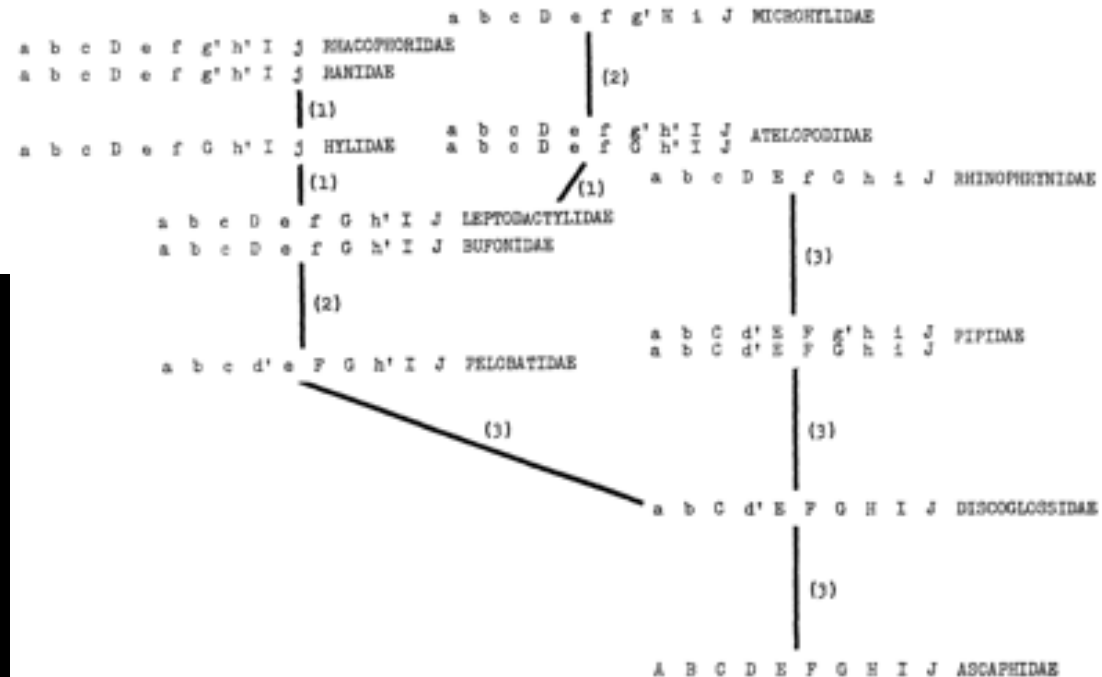 a b c D e f g' H i J MICROHYLIDAE
a b c D e f g' h' I j RHACOPHORIDAE
a b c D e f g' h' I j RANIDAE
(2)
(1)
a b c D e f g' h' I J
a b c D e f G h' I J
ATELOPODIDAE
a b c D e f G h' I j HYLIDAE
(1)
(1)
a b c D E f G h i J RHINOPHRYNIDAE
a b c D e f G h' I J LEPTODACTYLIDAE
a b c D e f G h' I J BUFONIDAE
(3)
(2)
a b C d' E F g' h i J
a b C d' E F G h i J
PIPIDAE
a b c d' e F G h' I J PELOBATIDAE
(3)
(3)
a b C d' E F G H I J DISCOGLOSSIDAE
(3)
A B C D E F G H I J ASCAPHIDAE